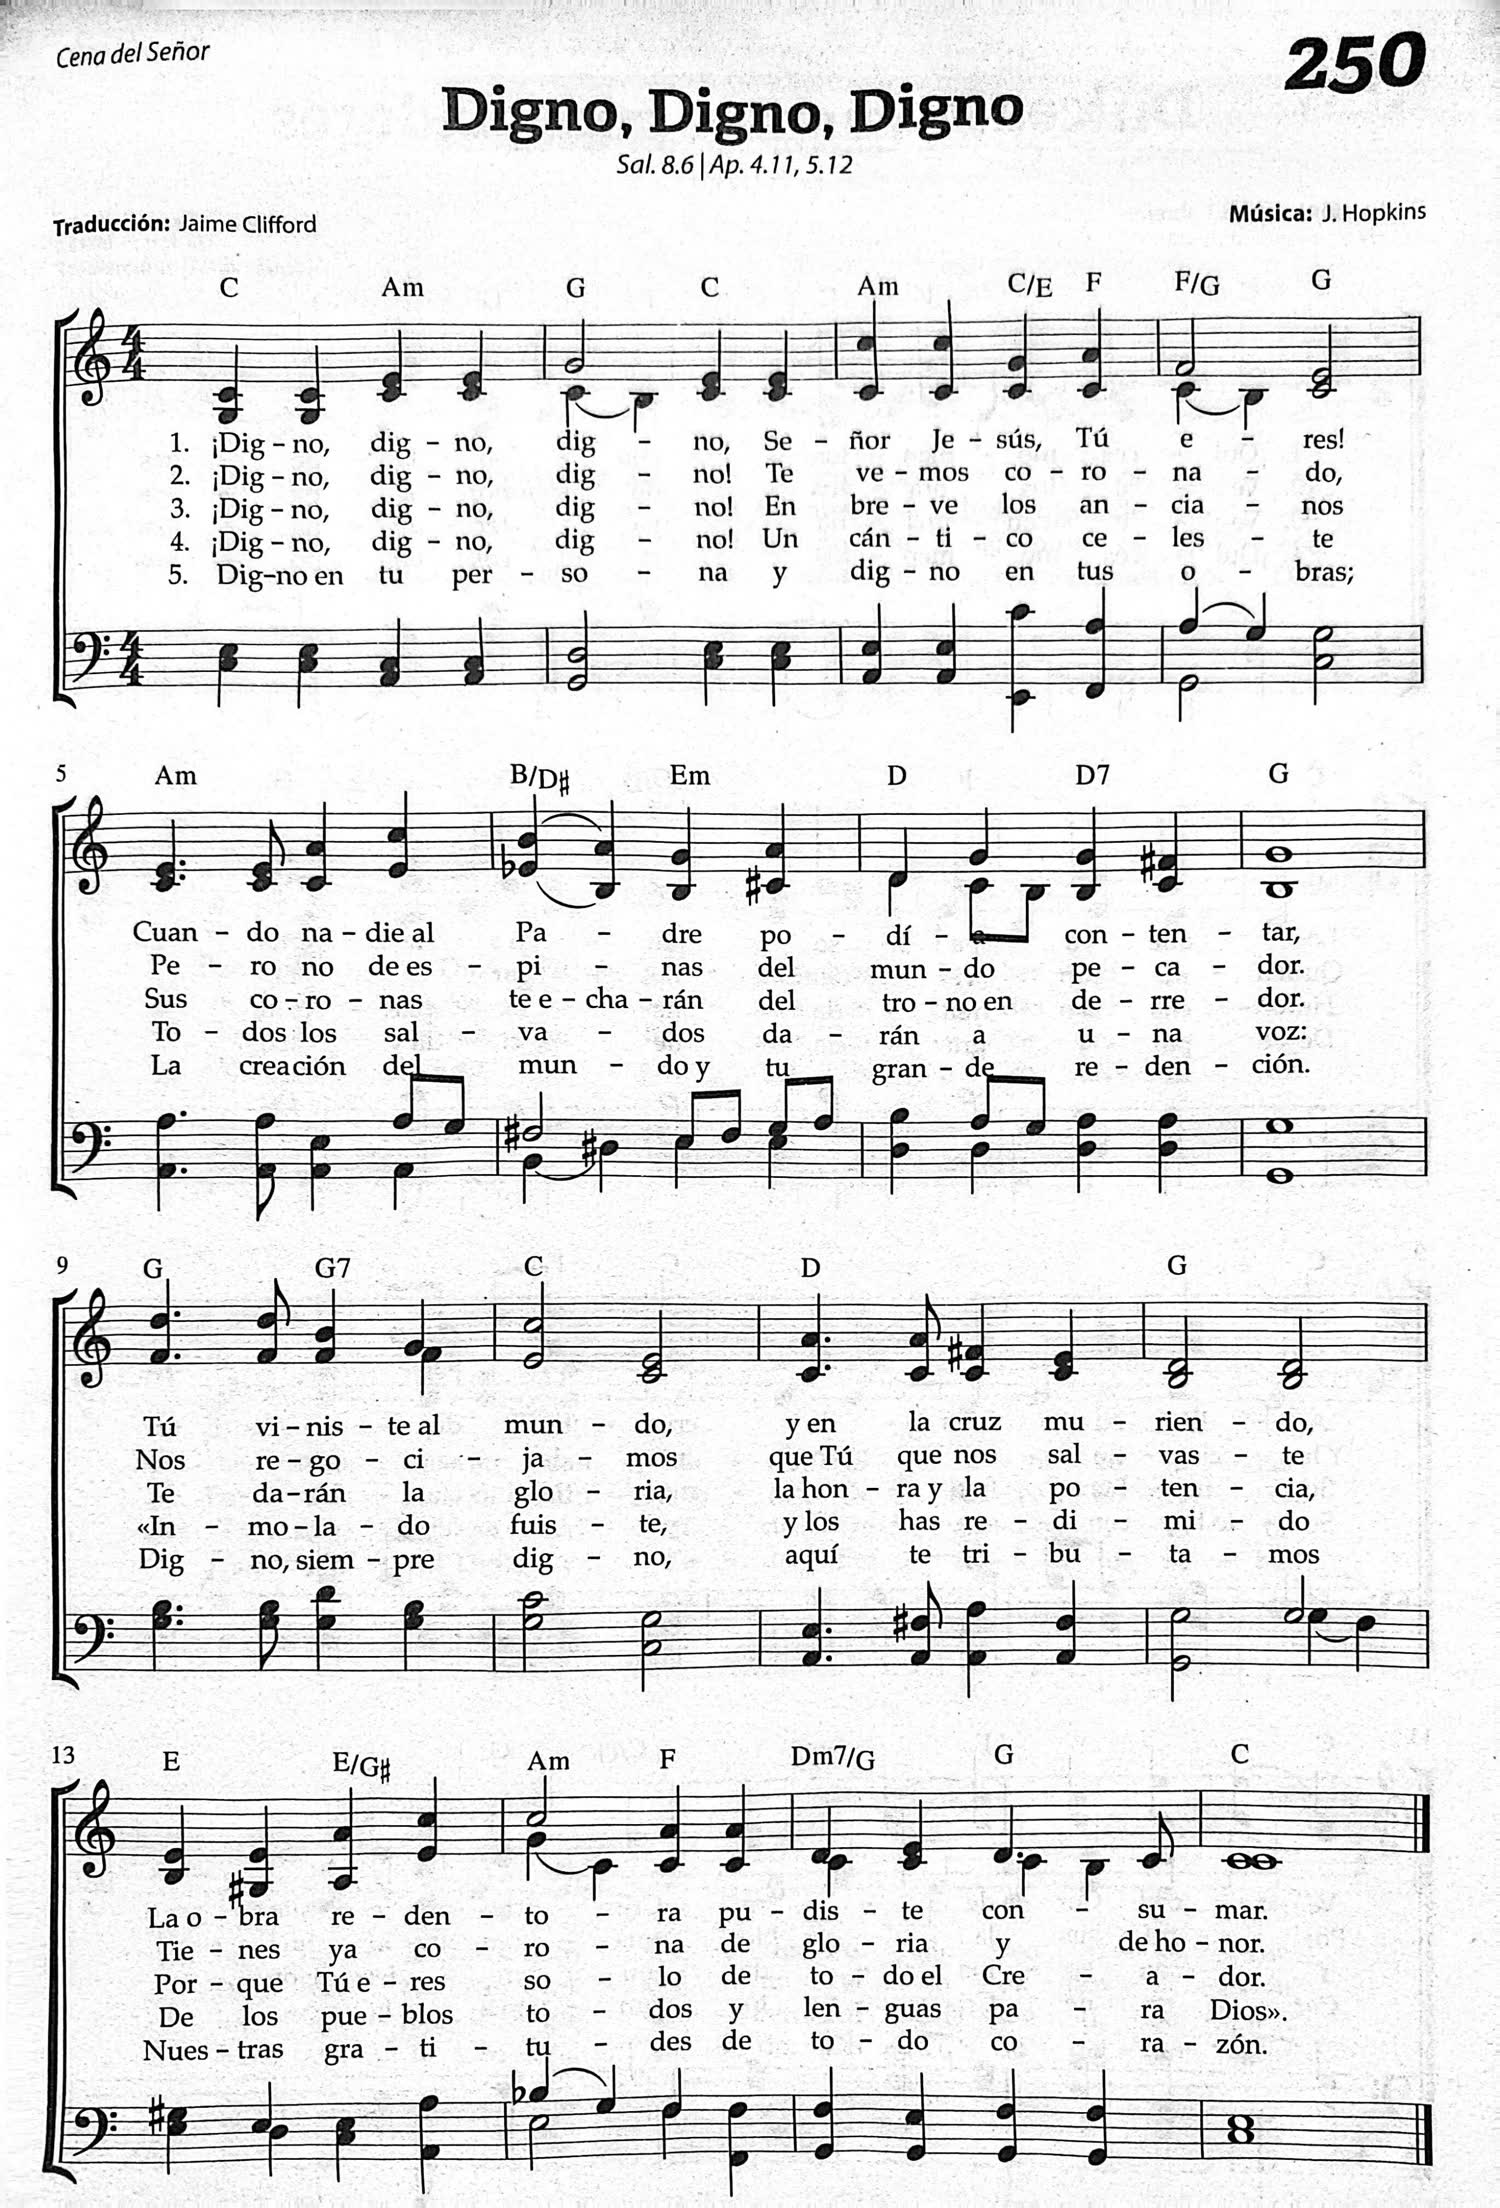 Cena del Señor
250
Digno, Digno, Digno
Sal. 8.6 | Ap. 4.11, 5.12
Traducción: Jaime Clifford
Música: J. Hopkins
C Am G C Am C/E F F/G G
1. ¡Dig – no, dig – no, dig – no, Se – ñor Je – sús, Tú e – res!
2. ¡Dig – no, dig – no, dig – no! Te ve – mos co – ro – na – do,
3. ¡Dig – no, dig – no, dig – no! En bre – ve los an – cia – nos
4. ¡Dig – no, dig – no, dig – no! Un cán – ti – co ce – les – te
5. Dig–no en tu per – so – na y dig – no en tus o – bras;
5 Am B/D♯ Em D D7 G
Cuan – do na – die al Pa – dre po – dí – a con – ten – tar,
Pe – ro no de es – pi – nas del mun – do pe – ca – dor.
Sus co – ro – nas te e – cha – rán del tro – no en de – rre – dor.
To – dos los sal – va – dos da – rán a u – na voz:
La creación del mun – do y tu gran – de re – den – ción.
9 G G7 C D G
Tú vi – nis – te al mun – do, y en la cruz mu – rien – do,
Nos re – go – ci – ja – mos que Tú que nos sal – vas – te
Te da – rán la glo – ria, la hon – ra y la po – ten – cia,
«In – mo – la – do fuis – te, y los has re – di – mi – do
Dig – no, siem – pre dig – no, aquí te tri – bu – ta – mos
13 E E/G♯ Am F Dm7/G G C
La o – bra re – den – to – ra pu – dis – te con – su – mar.
Tie – nes ya co – ro – na de glo – ria y de ho – nor.
Por – que Tú e – res so – lo de to – do el Cre – a – dor.
De los pue – blos to – dos y len – guas pa – ra Dios».
Nues – tras gra – ti – tu – des de to – do co – ra – zón.